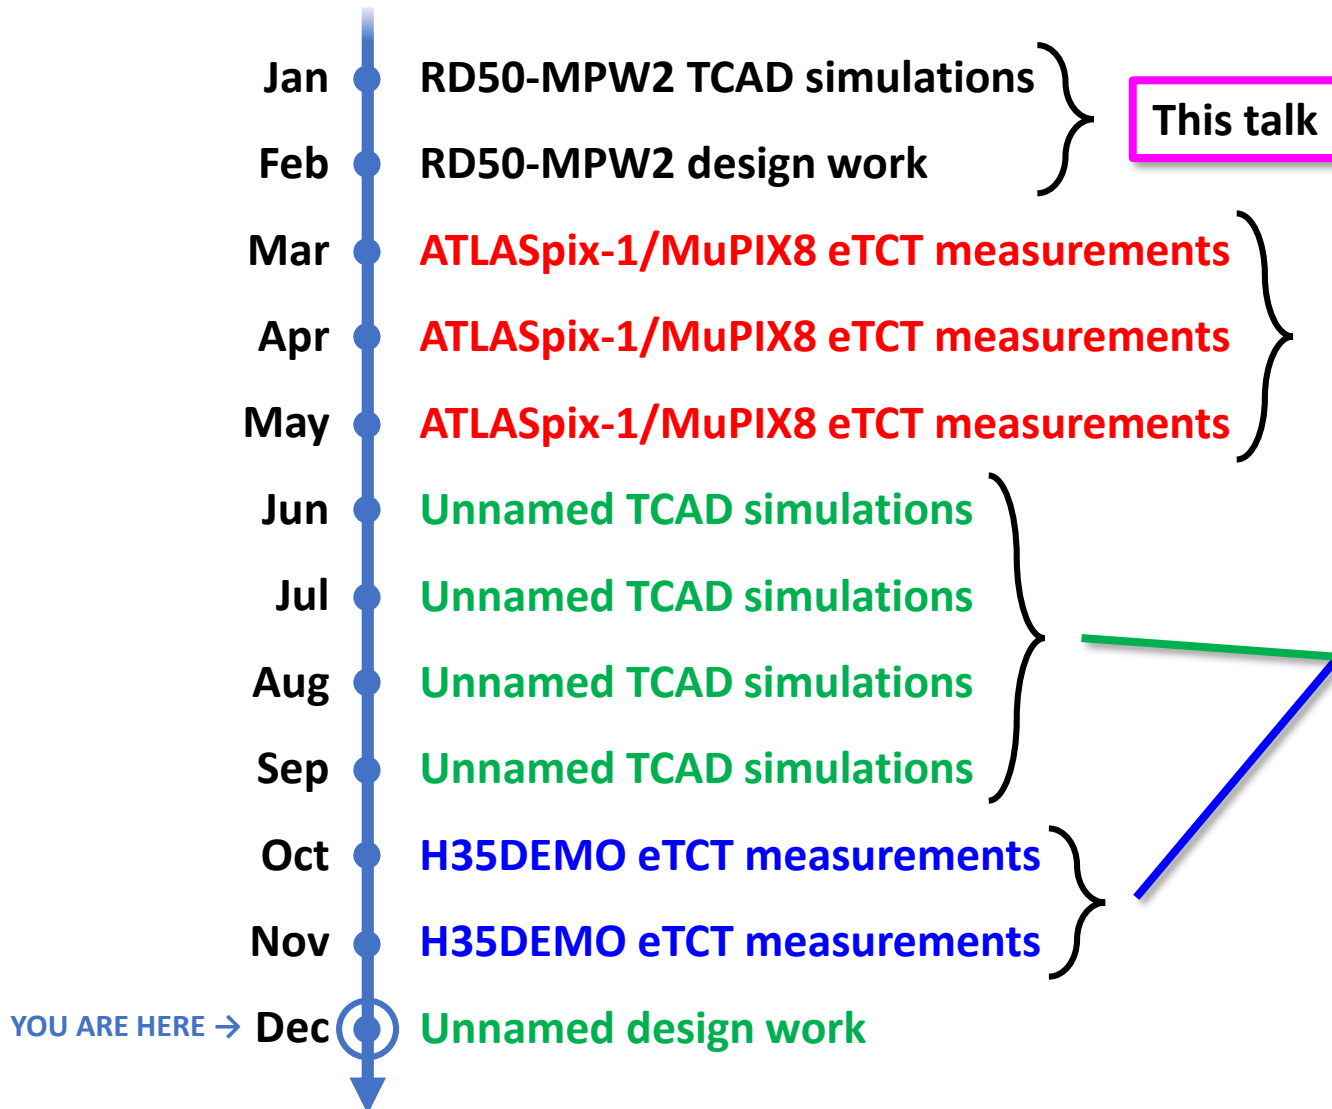 Jan RD50-MPW2 TCAD simulations
This talk
Feb RD50-MPW2 design work
Mar ATLASpix-1/MuPIX8 eTCT measurements
Apr ATLASpix-1/MuPIX8 eTCT measurements
May ATLASpix-1/MuPIX8 eTCT measurements
Jun Unnamed TCAD simulations
Jul Unnamed TCAD simulations
Aug Unnamed TCAD simulations
Sep Unnamed TCAD simulations
Oct H35DEMO eTCT measurements
Nov H35DEMO eTCT measurements
YOU ARE HERE → Dec Unnamed design work